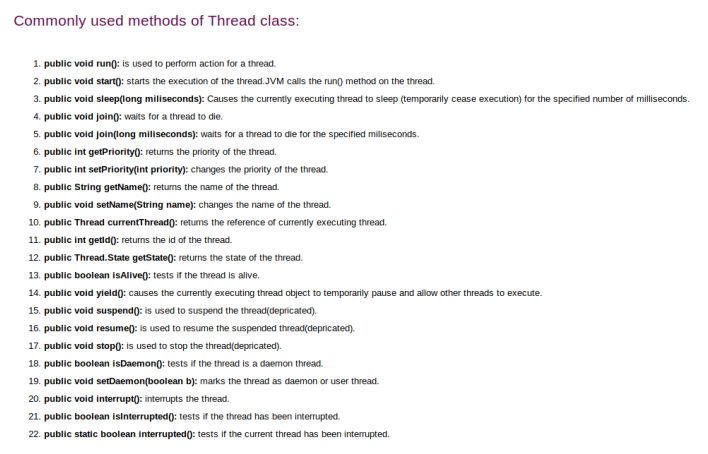 Commonly used methods of Thread class:
1. public void run(): is used to perform action for a thread.
2. public void start(): starts the execution of the thread.JVM calls the run() method on the thread.
3. public void sleep(long miliseconds): Causes the currently executing thread to sleep (temporarily cease execution) for the specified number of milliseconds.
4. public void join(): waits for a thread to die.
5. public void join(long miliseconds): waits for a thread to die for the specified miliseconds.
6. public int getPriority(): returns the priority of the thread.
7. public int setPriority(int priority): changes the priority of the thread.
8. public String getName(): returns the name of the thread.
9. public void setName(String name): changes the name of the thread.
10. public Thread currentThread(): returns the reference of currently executing thread.
11. public int getId(): returns the id of the thread.
12. public Thread.State getState(): returns the state of the thread.
13. public boolean isAlive(): tests if the thread is alive.
14. public void yield(): causes the currently executing thread object to temporarily pause and allow other threads to execute.
15. public void suspend(): is used to suspend the thread(depricated).
16. public void resume(): is used to resume the suspended thread(depricated).
17. public void stop(): is used to stop the thread(depricated).
18. public boolean isDaemon(): tests if the thread is a daemon thread.
19. public void setDaemon(boolean b): marks the thread as daemon or user thread.
20. public void interrupt(): interrupts the thread.
21. public boolean isInterrupted(): tests if the thread has been interrupted.
22. public static boolean interrupted(): tests if the current thread has been interrupted.